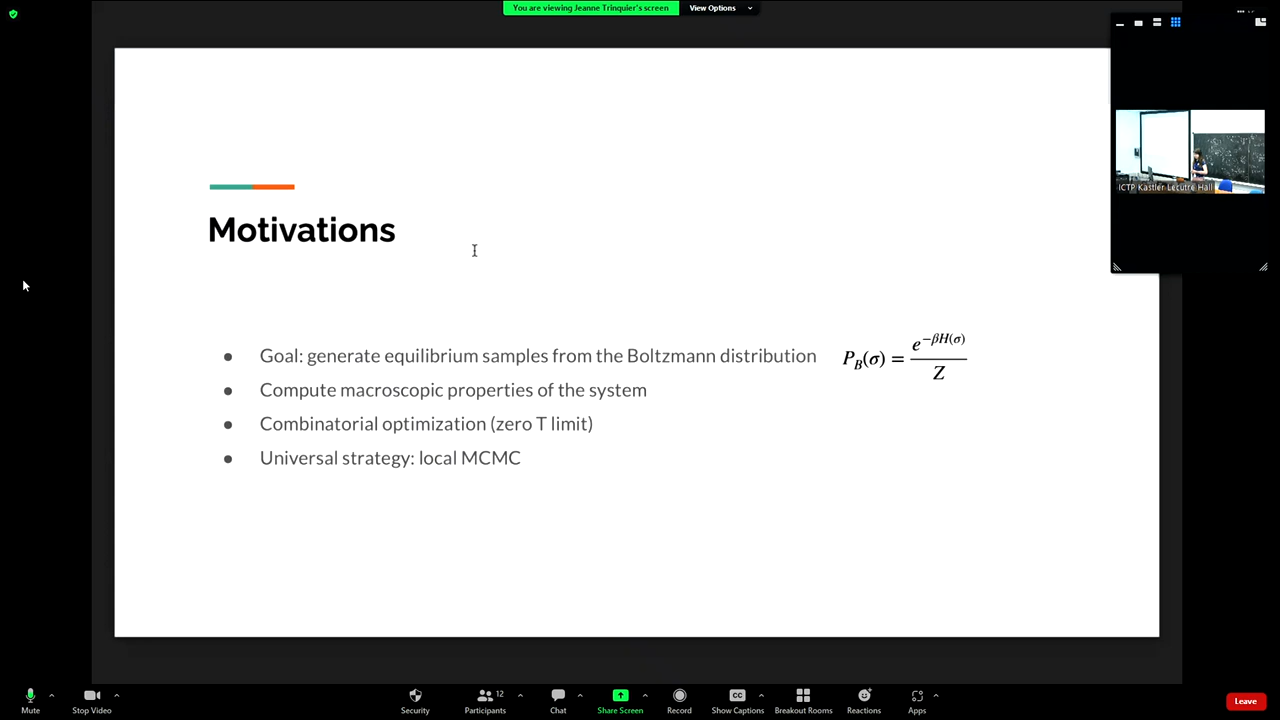 You are viewing Jeanne Trinquier's screen
View Options
ICTP Kastler Lecutre Hall
Motivations
● Goal: generate equilibrium samples from the Boltzmann distribution P_B(σ) = e^{-βH(σ)} / Z
● Compute macroscopic properties of the system
● Combinatorial optimization (zero T limit)
● Universal strategy: local MCMC
Mute
Stop Video
Security
Participants 12
Chat
Share Screen
Record
CC
Show Captions
Breakout Rooms
Reactions
Apps
Leave